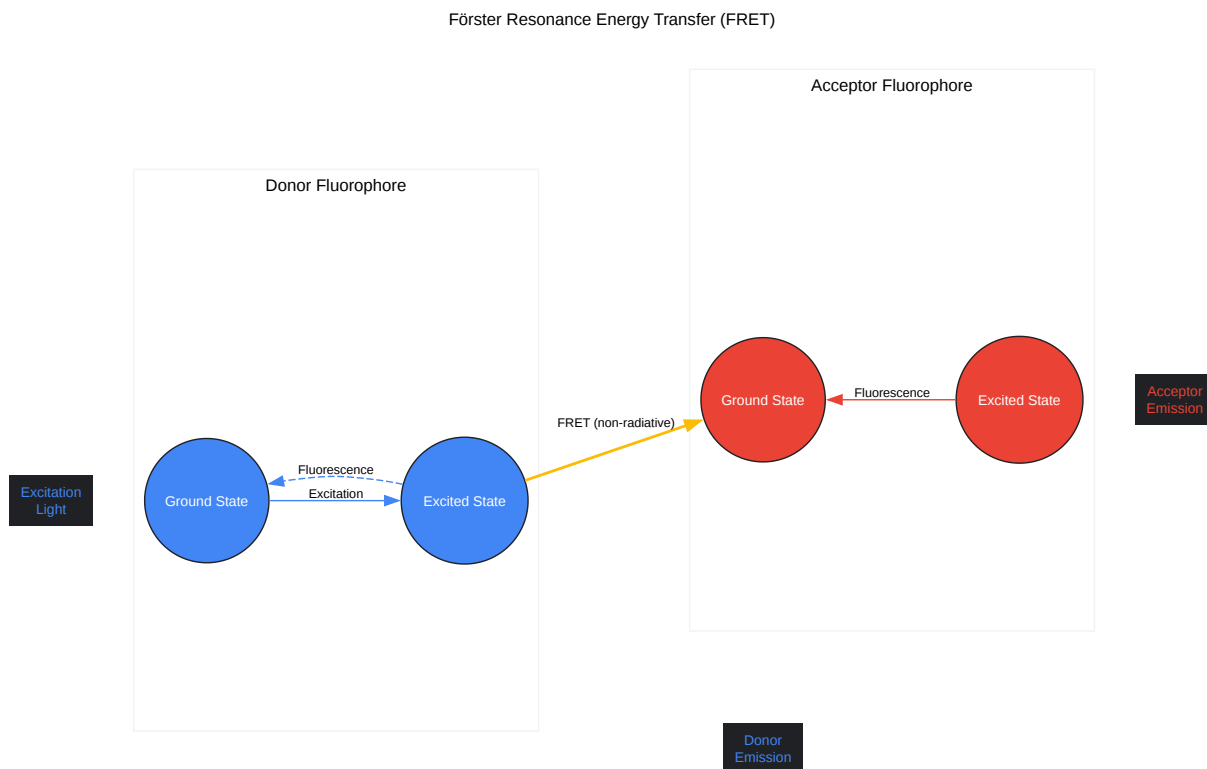 Förster Resonance Energy Transfer (FRET)
Acceptor Fluorophore
Donor Fluorophore
Ground State
Fluorescence
Excited State
Acceptor
Emission
FRET (non-radiative)
Fluorescence
Excitation
Ground State
Excited State
Excitation
Light
Donor
Emission